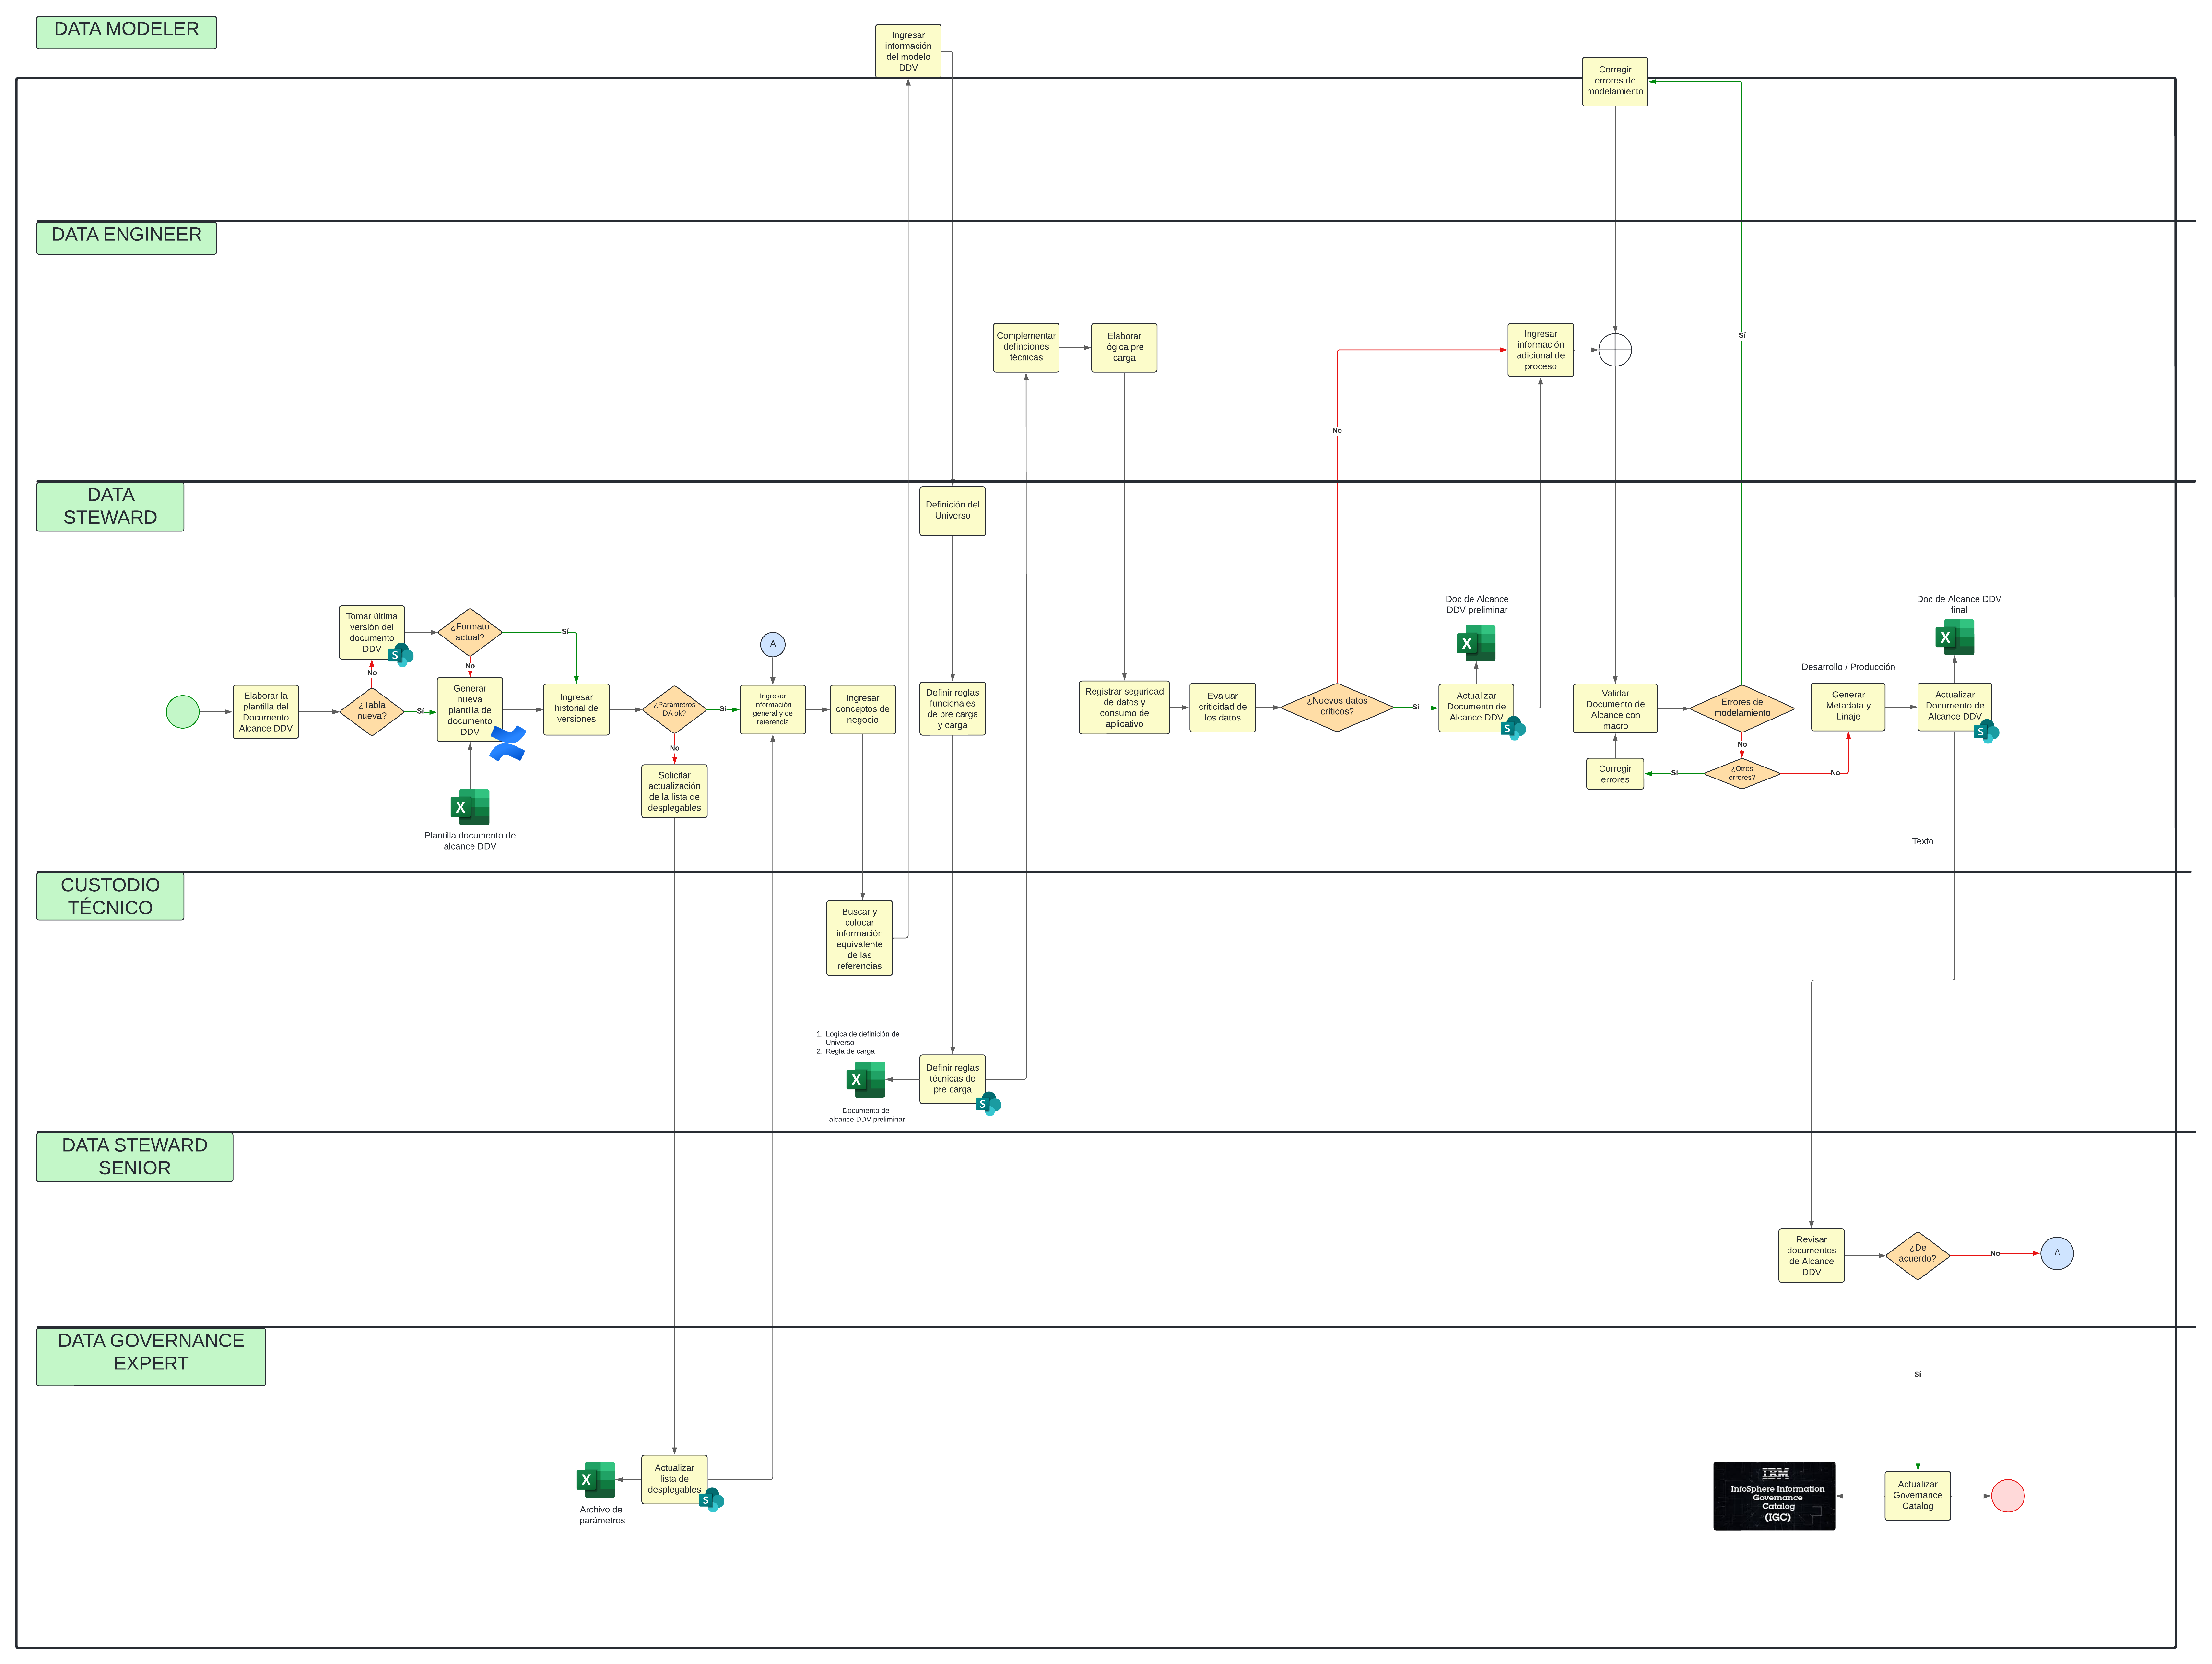 DATA MODELER
Ingresar
información
del modelo
DDV
Corregir
errores de
modelamiento
DATA ENGINEER
Complementar
definciones
técnicas
Elaborar
lógica pre
carga
Ingresar
información
adicional de
proceso
Sí
No
DATA
STEWARD
Definición del
Universo
Tomar última
versión del
documento
DDV
S
¿Formato
actual?
Sí
No
No
Elaborar la
plantilla del
Documento
Alcance DDV
¿Tabla
nueva?
Sí
Generar
nueva
plantilla de
documento
DDV
X
Plantilla documento de
alcance DDV
Ingresar
historial de
versiones
¿Parámetros
DA ok?
Sí
No
Solicitar
actualización
de la lista de
desplegables
A
Ingresar
información
general y de
referencia
Ingresar
conceptos de
negocio
Definir reglas
funcionales
de pre carga
y carga
Registrar seguridad
de datos y
consumo de
aplicativo
Evaluar
criticidad de
los datos
¿Nuevos datos
críticos?
Sí
Doc de Alcance
DDV preliminar
X
Actualizar
Documento de
Alcance DDV
S
Validar
Documento de
Alcance con
macro
Errores de
modelamiento
No
Corregir
errores
Sí
¿Otros
errores?
No
Desarrollo / Producción
Generar
Metadata y
Linaje
Doc de Alcance DDV
final
X
Actualizar
Documento de
Alcance DDV
S
Texto
CUSTODIO
TÉCNICO
Buscar y
colocar
información
equivalente
de las
referencias
1. Lógica de definición de
Universo
2. Regla de carga
X
Documento de
alcance DDV preliminar
Definir reglas
técnicas de
pre carga
S
DATA STEWARD
SENIOR
Revisar
documentos
de Alcance
DDV
¿De
acuerdo?
No
A
DATA GOVERNANCE
EXPERT
Sí
X
Archivo de
parámetros
Actualizar
lista de
desplegables
S
IBM
InfoSphere Information
Governance
Catalog
(IGC)
Actualizar
Governance
Catalog